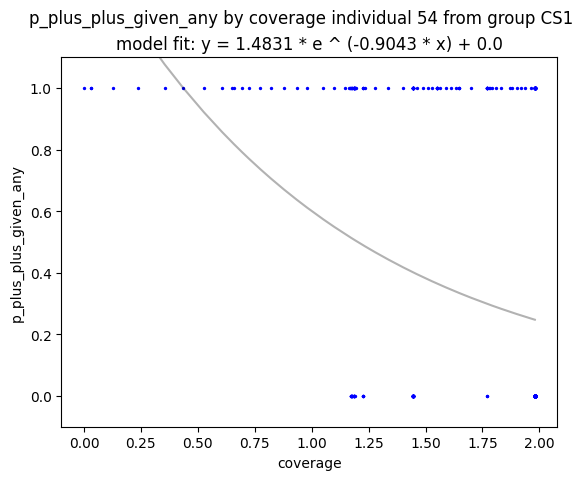 p_plus_plus_given_any by coverage individual 54 from group CS1
model fit: y = 1.4831 * e ^ (-0.9043 * x) + 0.0
1.0
0.8
0.6
0.4
0.2
0.0
p_plus_plus_given_any
0.00 0.25 0.50 0.75 1.00 1.25 1.50 1.75 2.00
coverage